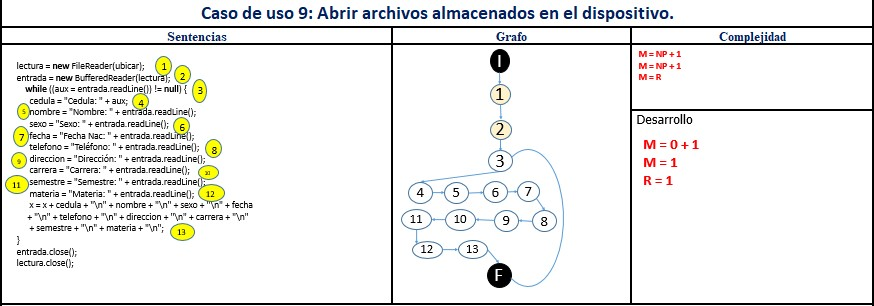 Caso de uso 9: Abrir archivos almacenados en el dispositivo.
Sentencias
Grafo
Complejidad
lectura = new FileReader(ubicar); 1
entrada = new BufferedReader(lectura); 2
while ((aux = entrada.readLine()) != null) { 3
cedula = "Cedula: " + aux; 4
5 nombre = "Nombre: " + entrada.readLine();
sexo = "Sexo: " + entrada.readLine(); 6
7 fecha = "Fecha Nac: " + entrada.readLine();
telefono = "Teléfono: " + entrada.readLine(); 8
9 direccion = "Dirección: " + entrada.readLine();
carrera = "Carrera: " + entrada.readLine(); 10
11 semestre = "Semestre: " + entrada.readLine();
materia = "Materia: " + entrada.readLine(); 12
x = x + cedula + "\n" + nombre + "\n" + sexo + "\n" + fecha
+ "\n" + telefono + "\n" + direccion + "\n" + carrera + "\n"
+ semestre + "\n" + materia + "\n"; 13
}
entrada.close();
lectura.close();
I
1
2
3
4 5 6 7
11 10 9 8
12 13
F
M = NP + 1
M = NP + 1
M = R
Desarrollo
M = 0 + 1
M = 1
R = 1